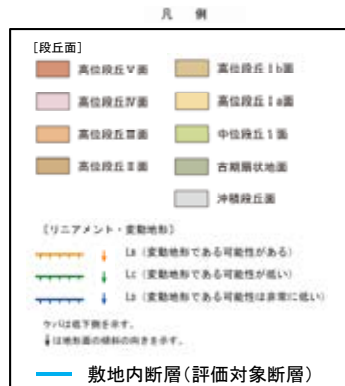 凡 例
[段丘面]
高位段丘Ⅴ面
高位段丘Ⅰb面
高位段丘Ⅳ面
高位段丘Ⅰa面
高位段丘Ⅲ面
中位段丘1面
高位段丘Ⅱ面
古期扇状地面
沖積段丘面
[リニアメント・変動地形]
LB (変動地形である可能性がある)
LC (変動地形である可能性が低い)
LD (変動地形である可能性は非常に低い)
ケバは低下側を示す。
↓は地形面の傾斜の向きを示す。
敷地内断層(評価対象断層)